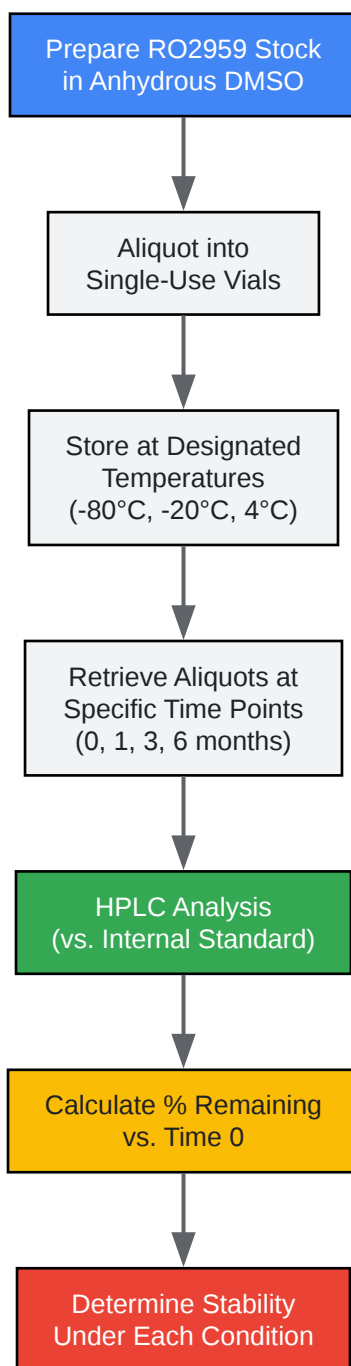 Prepare RO2959 Stock
in Anhydrous DMSO
Aliquot into
Single-Use Vials
Store at Designated
Temperatures
(-80°C, -20°C, 4°C)
Retrieve Aliquots at
Specific Time Points
(0, 1, 3, 6 months)
HPLC Analysis
(vs. Internal Standard)
Calculate % Remaining
vs. Time 0
Determine Stability
Under Each Condition